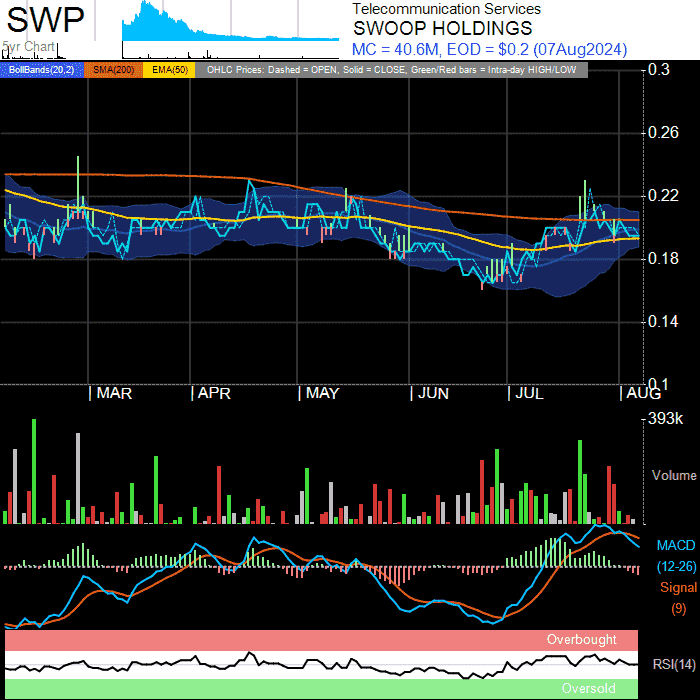 SWP
5yr Chart
Telecommunication Services
SWOOP HOLDINGS
MC = 40.6M, EOD = $0.2 (07Aug2024)
BollBands(20,2) SMA(200) EMA(50) OHLC Prices: Dashed = OPEN, Solid = CLOSE, Green/Red bars = Intra-day HIGH/LOW
0.3
0.26
0.22
0.18
0.14
0.1
MAR APR MAY JUN JUL AUG
393k
Volume
MACD
(12-26)
Signal
(9)
Overbought
RSI(14)
Oversold